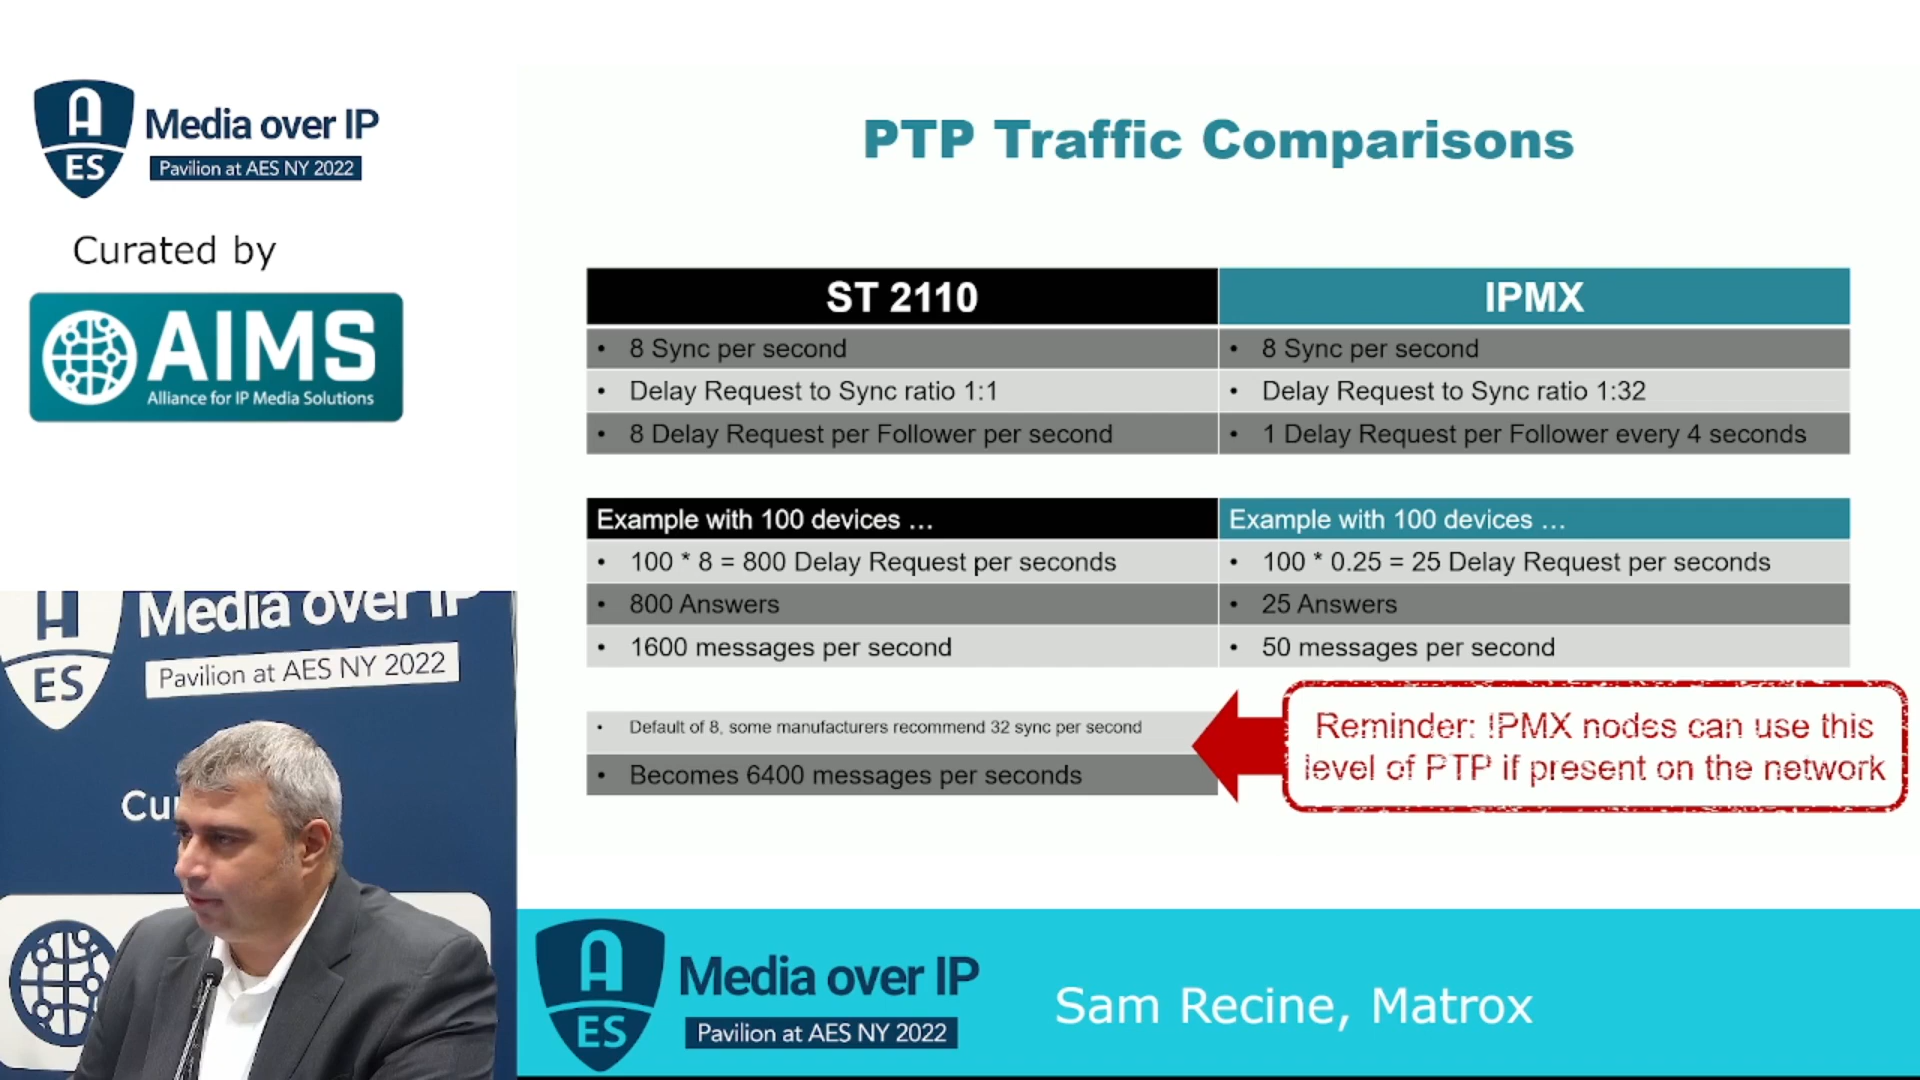 A
ES
Media over IP
Pavilion at AES NY 2022
Curated by
AIMS
Alliance for IP Media Solutions
PTP Traffic Comparisons
ST 2110
IPMX
• 8 Sync per second
• 8 Sync per second
• Delay Request to Sync ratio 1:1
• Delay Request to Sync ratio 1:32
• 8 Delay Request per Follower per second
• 1 Delay Request per Follower every 4 seconds
Example with 100 devices …
Example with 100 devices …
• 100 * 8 = 800 Delay Request per seconds
• 100 * 0.25 = 25 Delay Request per seconds
• 800 Answers
• 25 Answers
• 1600 messages per second
• 50 messages per second
• Default of 8, some manufacturers recommend 32 sync per second
• Becomes 6400 messages per seconds
Reminder: IPMX nodes can use this
level of PTP if present on the network
A
ES
Media over IP
Pavilion at AES NY 2022
Cu
A
ES
Media over IP
Pavilion at AES NY 2022
Sam Recine, Matrox